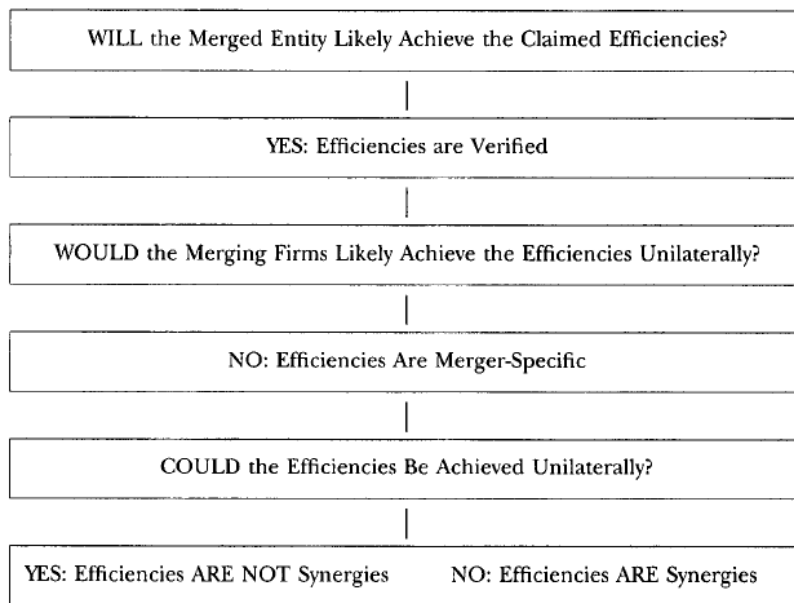 WILL the Merged Entity Likely Achieve the Claimed Efficiencies?
YES: Efficiencies are Verified
WOULD the Merging Firms Likely Achieve the Efficiencies Unilaterally?
NO: Efficiencies Are Merger-Specific
COULD the Efficiencies Be Achieved Unilaterally?
YES: Efficiencies ARE NOT Synergies NO: Efficiencies ARE Synergies